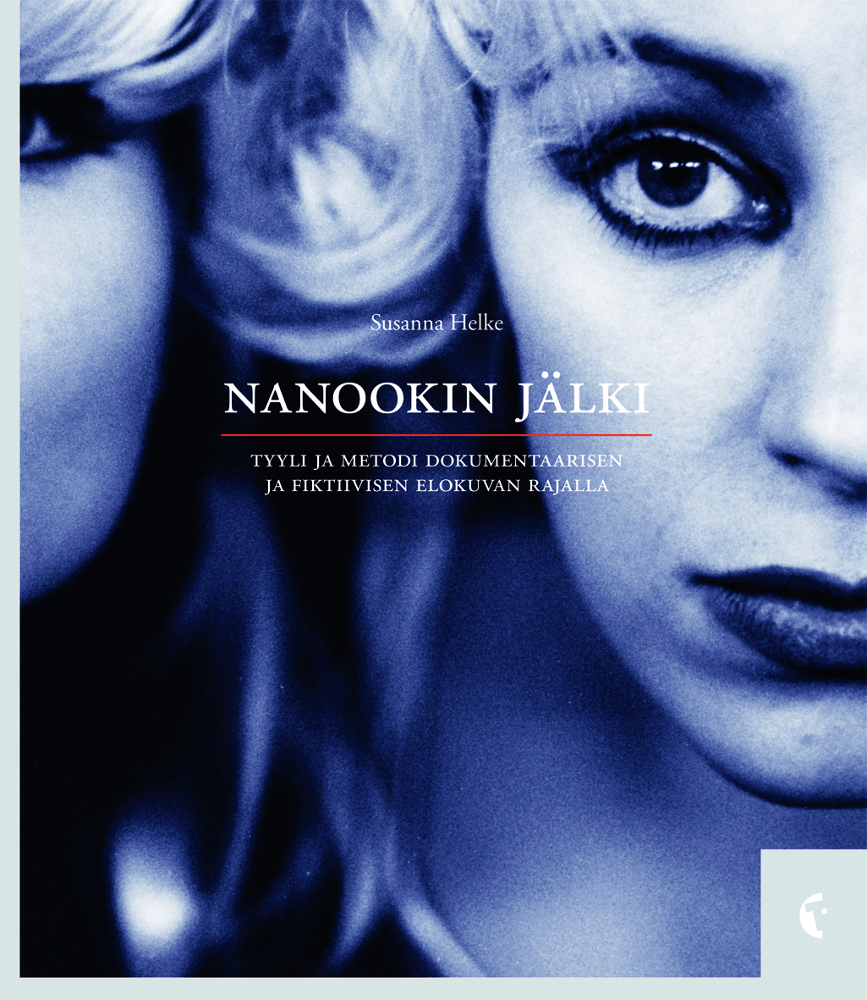 Susanna Helke
NANOOKIN JÄLKI
TYYLI JA METODI DOKUMENTAARISEN
JA FIKTIIVISEN ELOKUVAN RAJALLA